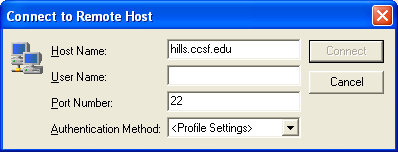 Connect to Remote Host
Host Name: hills.ccsf.edu Connect
User Name: Cancel
Port Number: 22
Authentication Method: <Profile Settings>